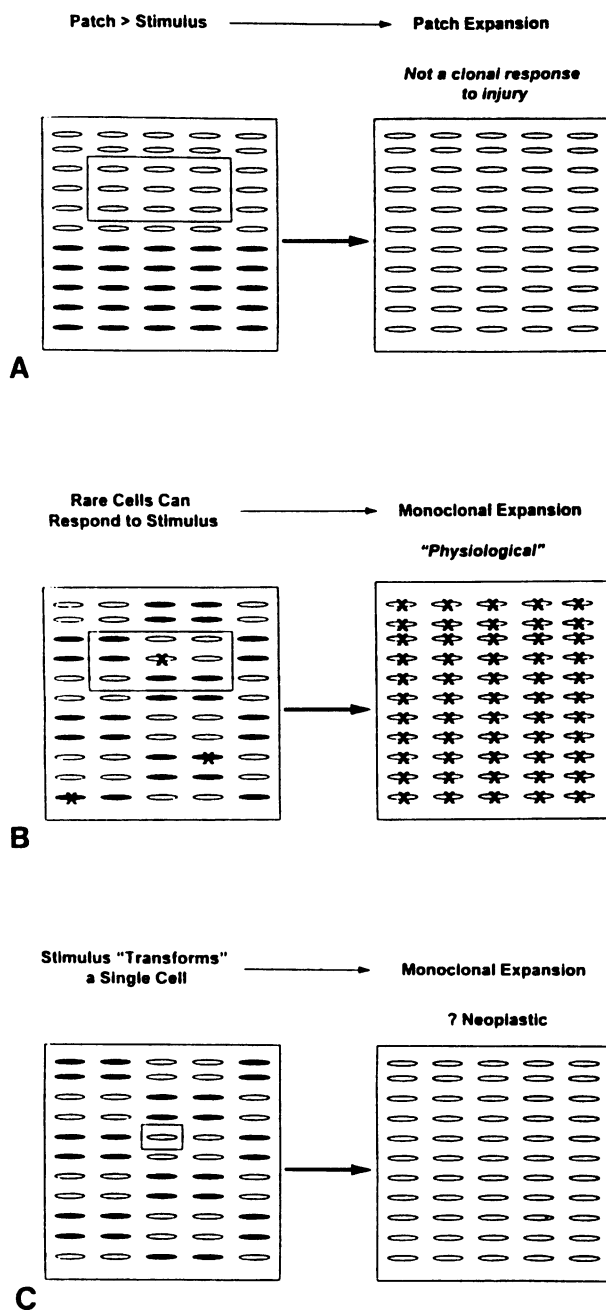 Patch > Stimulus
Patch Expansion
Not a clonal response
to injury
A
Rare Cells Can
Respond to Stimulus
Monoclonal Expansion
"Physiological"
B
Stimulus "Transforms"
a Single Cell
Monoclonal Expansion
? Neoplastic
C